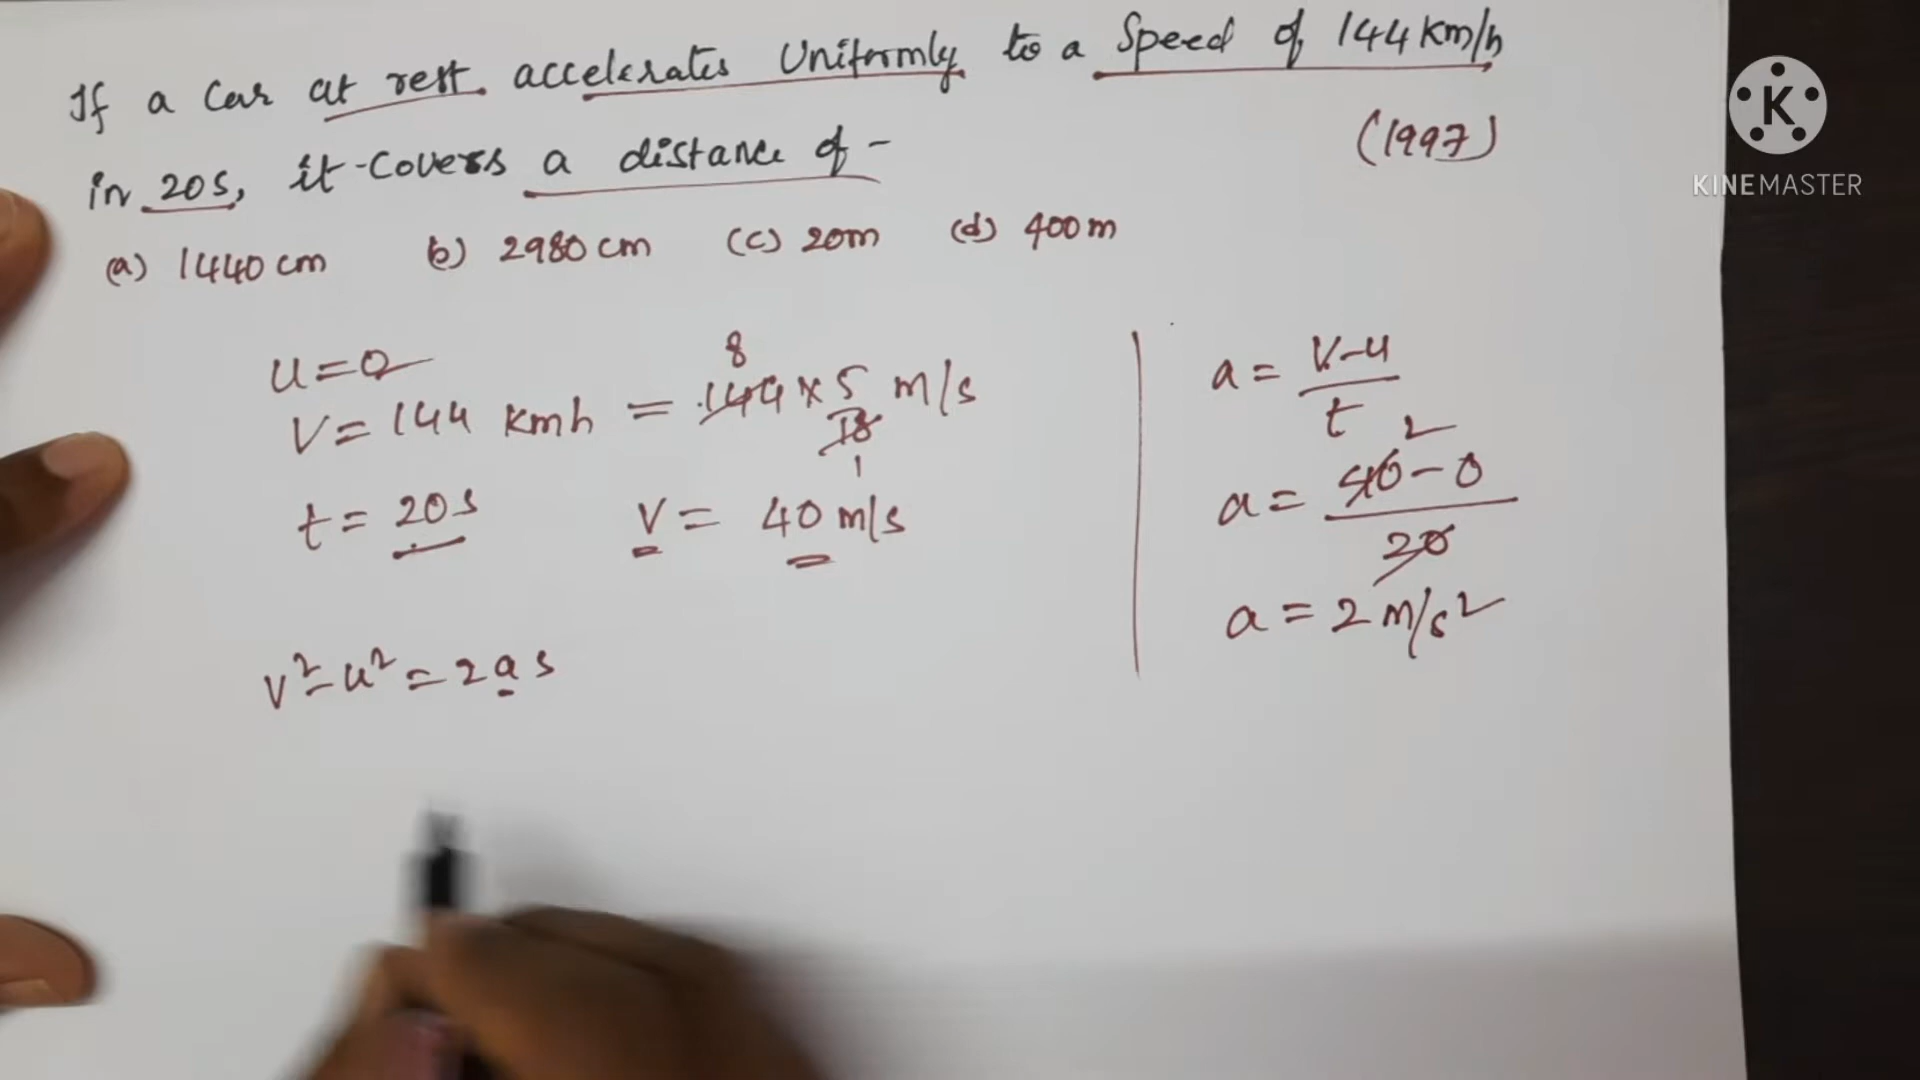 If a Car at rest accelerates Uniformly to a Speed of 144 Km/h
in 20s, it covers a distance of - (1997)
(a) 1440 cm b) 2980 cm (c) 20m (d) 400 m
u=0
8
V= 144 Kmh = 144 x 5 m/s
18
1
t = 20s V = 40 m/s
a = V-u
t
2
a = 40-0
20
a = 2 m/s²
v²-u² = 2as
K
KINEMASTER